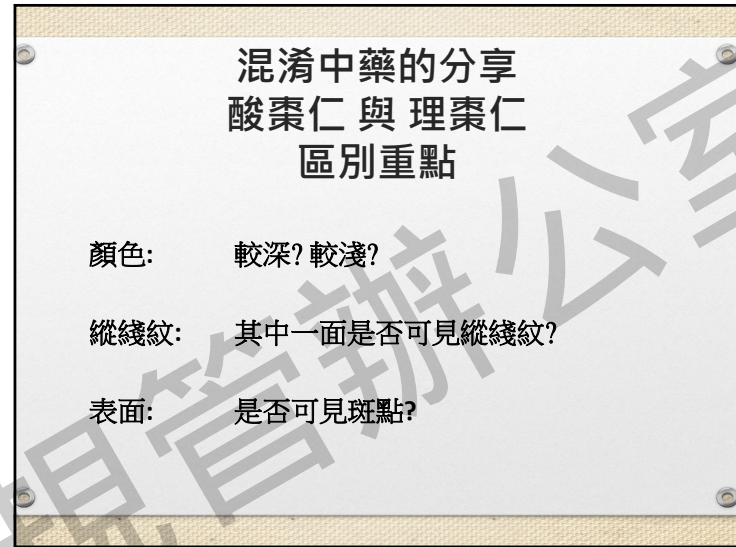 混淆中藥的分享
酸棗仁 與 理棗仁
區別重點
顏色: 較深? 較淺?
縱綫紋: 其中一面是否可見縱綫紋?
表面: 是否可見斑點?
規管辦公室